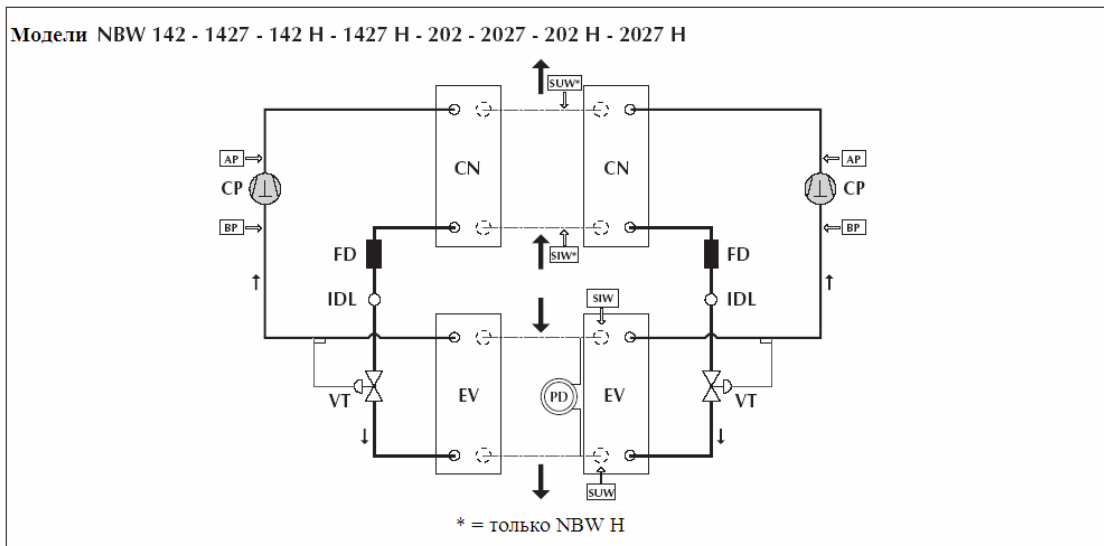 Модели NBW 142 - 1427 - 142 H - 1427 H - 202 - 2027 - 202 H - 2027 H
SUW*
AP
AP
CP
CN
CN
CP
BP
BP
SIW*
FD
FD
IDL
SIW
IDL
VT
EV
PD
EV
VT
SUW
* = только NBW H